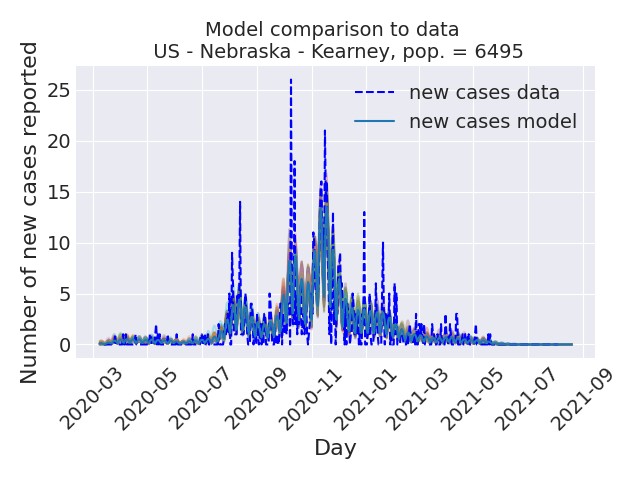 Model comparison to data
US - Nebraska - Kearney, pop. = 6495
Number of new cases reported
25
20
15
10
5
0
new cases data
new cases model
2020-03
2020-05
2020-07
2020-09
2020-11
2021-01
2021-03
2021-05
2021-07
2021-09
Day